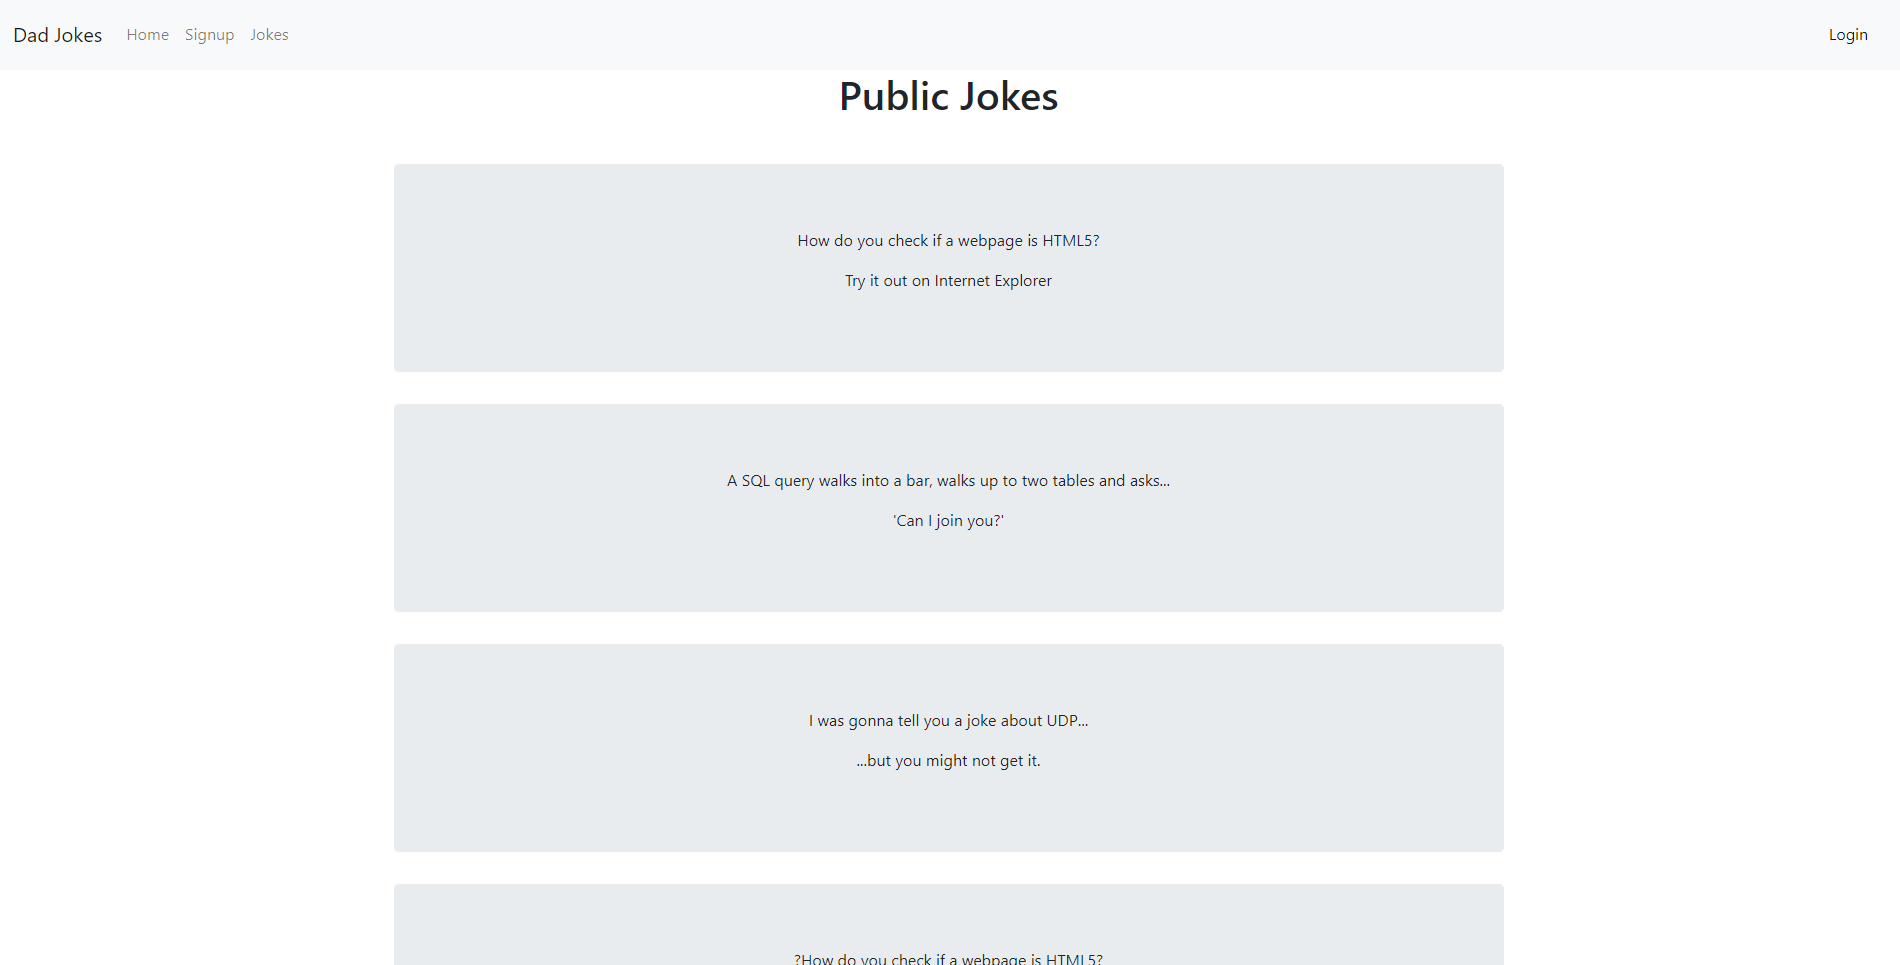 Dad Jokes Home Signup Jokes Login
Public Jokes
How do you check if a webpage is HTML5?
Try it out on Internet Explorer
A SQL query walks into a bar, walks up to two tables and asks...
'Can I join you?'
I was gonna tell you a joke about UDP...
...but you might not get it.
?How do you check if a webpage is HTML5?